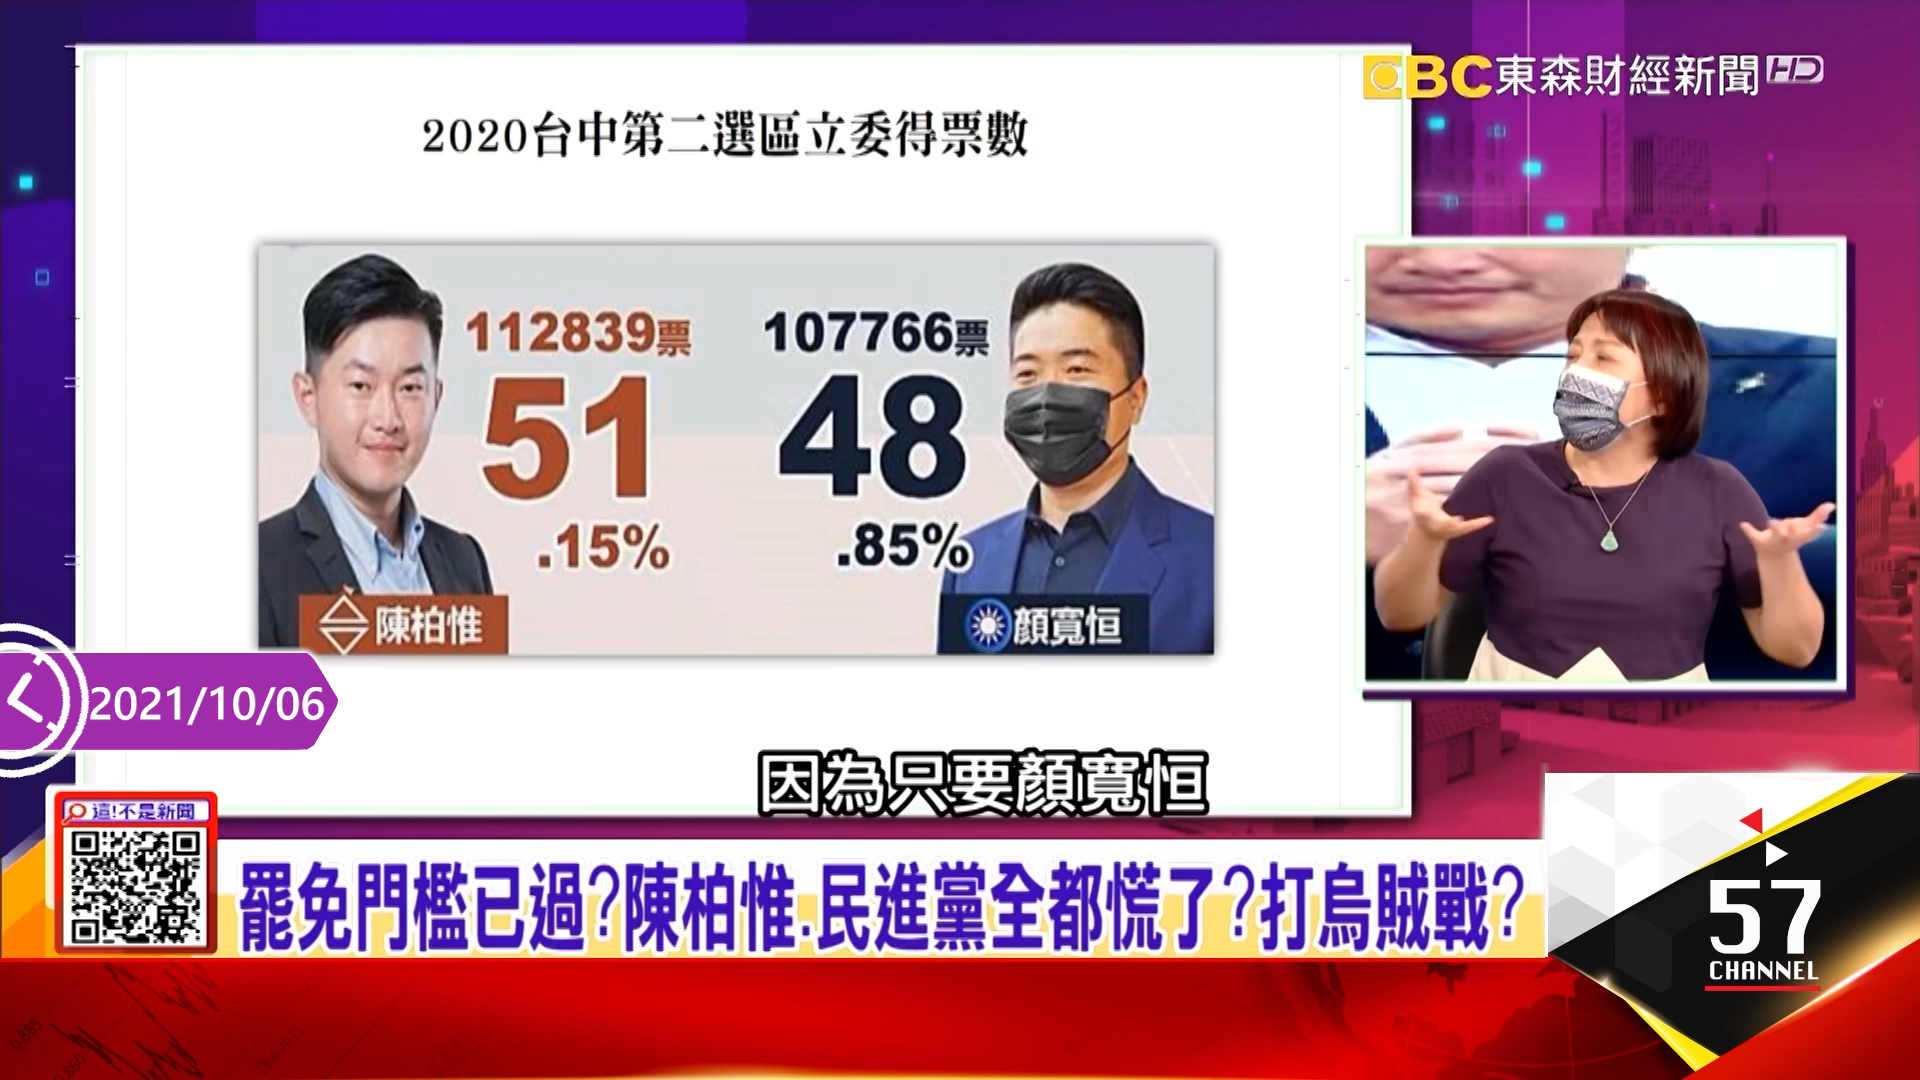 EBC東森財經新聞HD
2020台中第二選區立委得票數
112839票
51
.15%
陳柏惟
107766票
48
.85%
顏寬恒
2021/10/06
因為只要顏寬恒
這!不是新聞
罷免門檻已過?陳柏惟.民進黨全都慌了?打烏賊戰?
57
CHANNEL